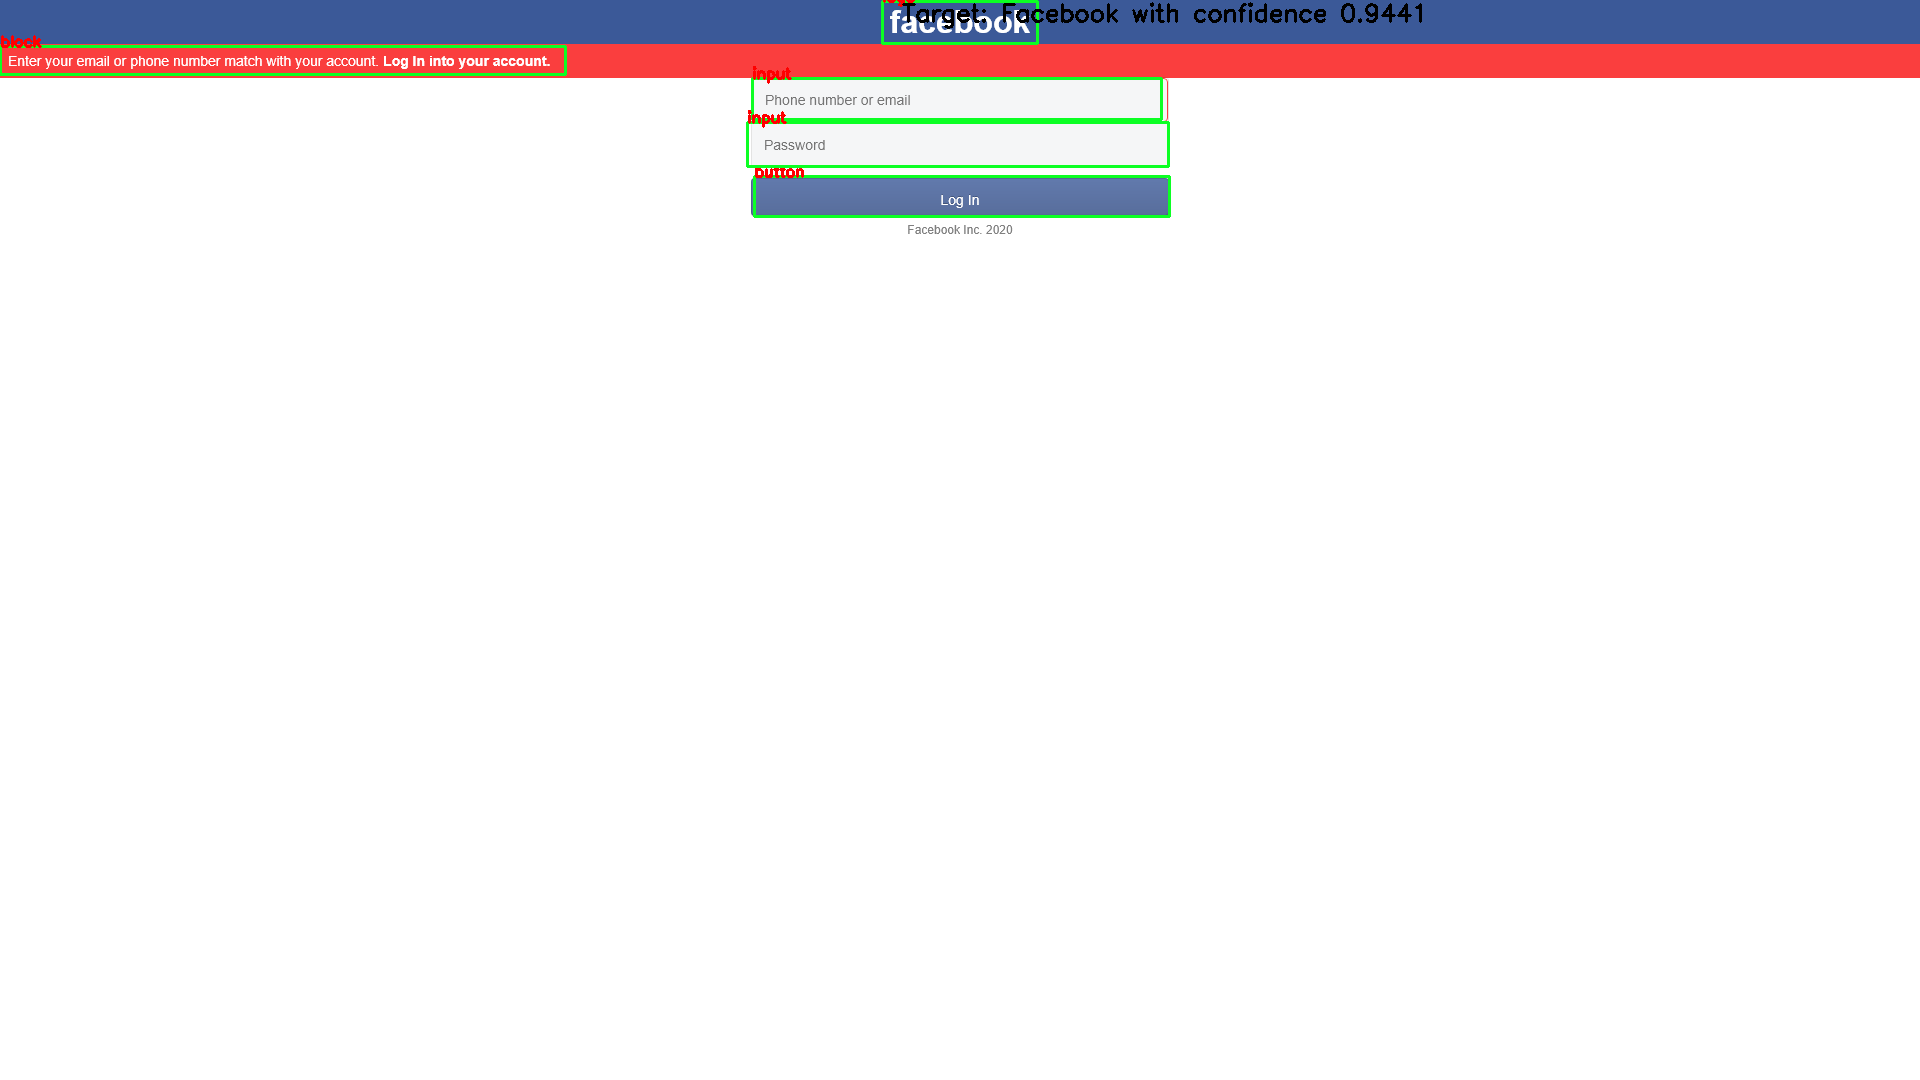 logo
Target: Facebook with confidence 0.9441
facebook
block
Enter your email or phone number match with your account. Log In into your account.
input
Phone number or email
input
Password
button
Log In
Facebook Inc. 2020